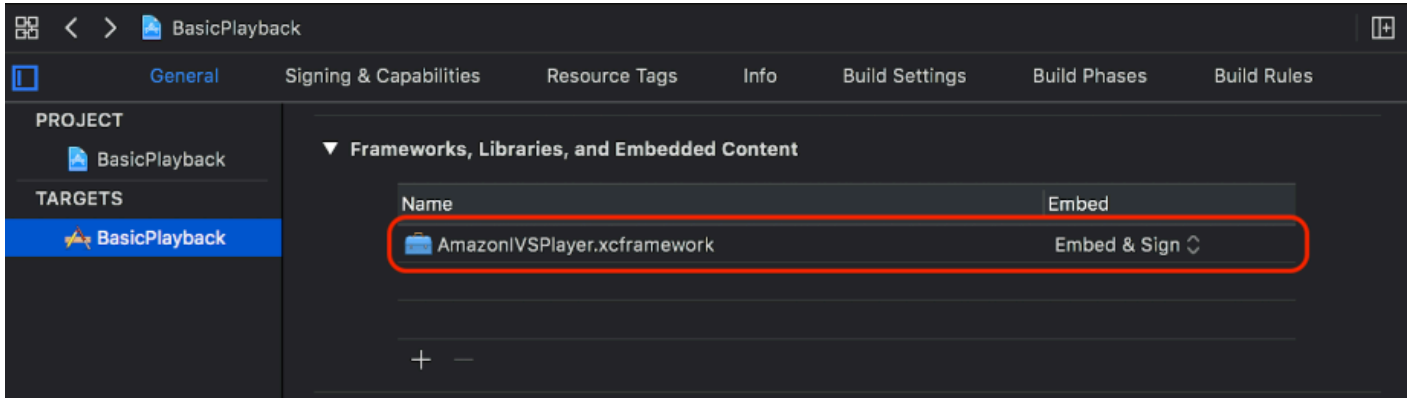 BasicPlayback
General Signing & Capabilities Resource Tags Info Build Settings Build Phases Build Rules
PROJECT
BasicPlayback
TARGETS
BasicPlayback
Frameworks, Libraries, and Embedded Content
Name Embed
AmazonIVSPlayer.xcframework Embed & Sign